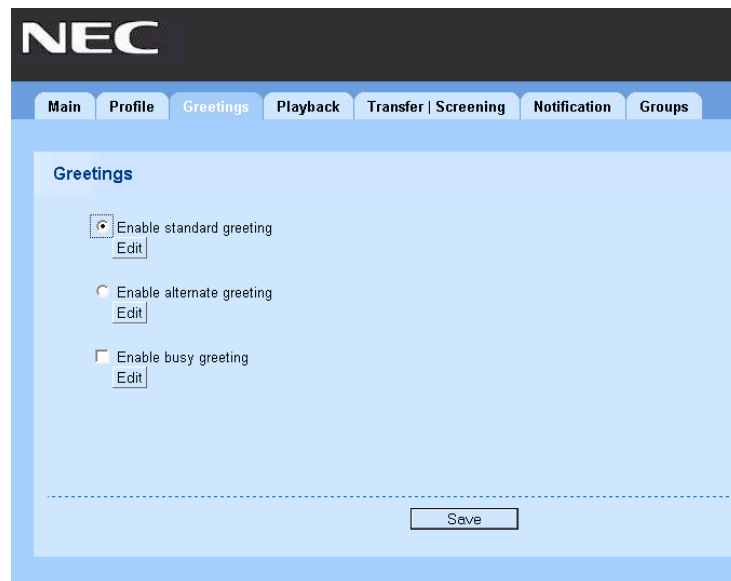 NEC
Main Profile Greetings Playback Transfer | Screening Notification Groups
Greetings
Enable standard greeting
Edit
Enable alternate greeting
Edit
Enable busy greeting
Edit
Save